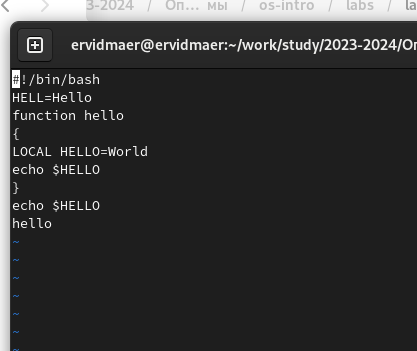 3-2024 / Оп… мы / os-intro / labs / la
ervidmaer@ervidmaer:~/work/study/2023-2024/Оп
#!/bin/bash
HELL=Hello
function hello
{
LOCAL HELLO=World
echo $HELLO
}
echo $HELLO
hello
~
~
~
~
~
~
~